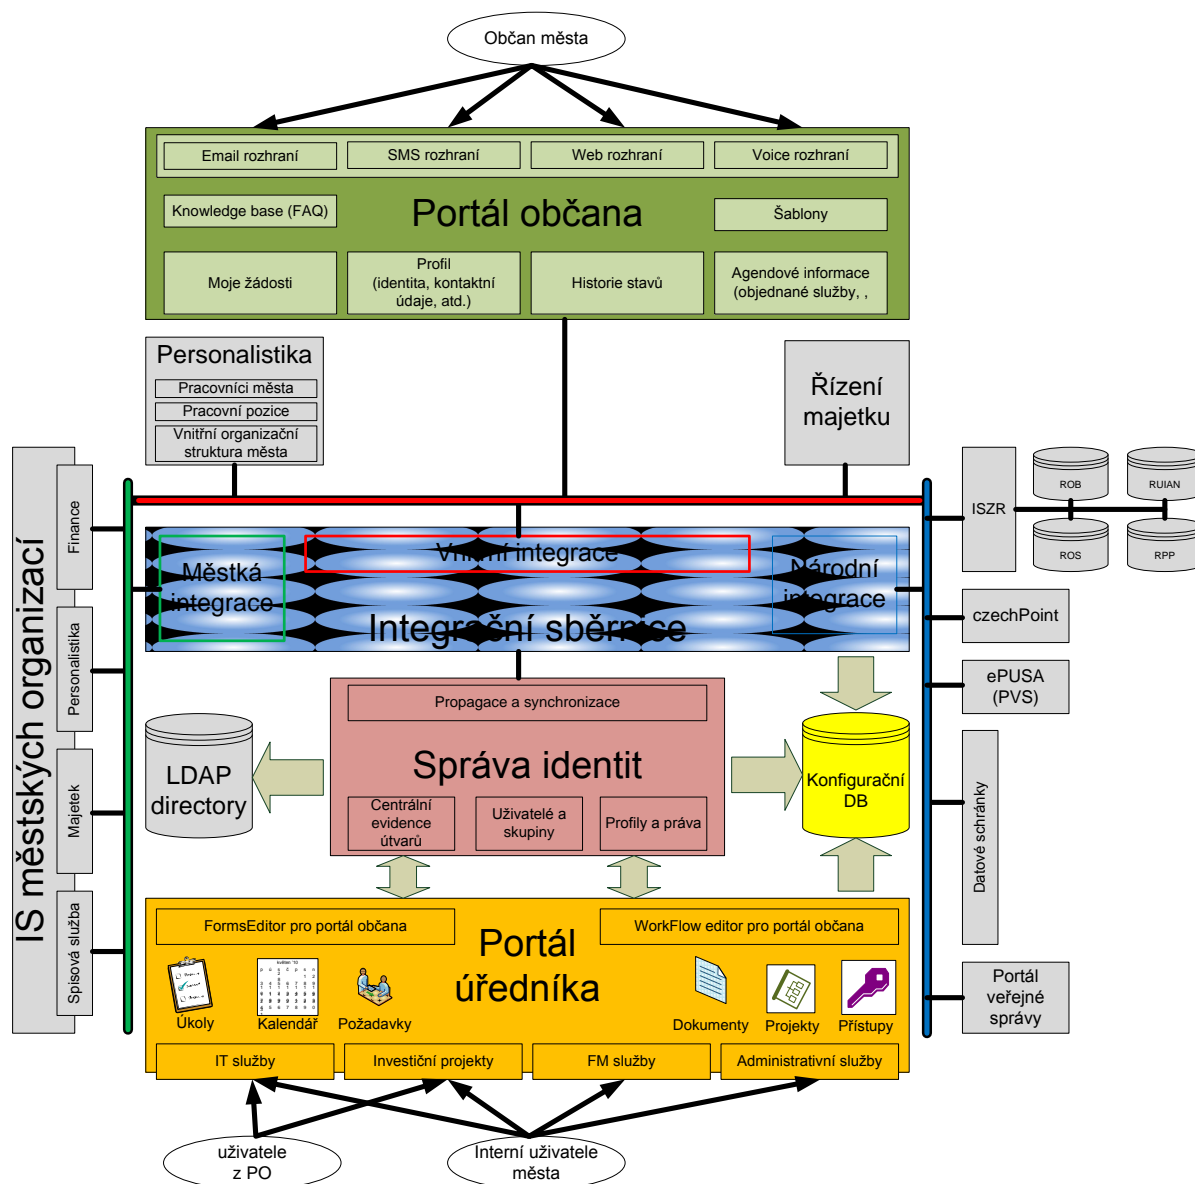 Občan města
Email rozhraní
SMS rozhraní
Web rozhraní
Voice rozhraní
Knowledge base (FAQ)
Portál občana
Šablony
Moje žádosti
Profil
(identita, kontaktní
údaje, atd.)
Historie stavů
Agendové informace
(objednané služby, ,
Personalistika
Pracovníci města
Pracovní pozice
Vnitřní organizační
struktura města
Řízení
majetku
IS městských organizací
Finance
Personalistika
Majetek
Spisová služba
Městká
integrace
Vnitřní integrace
Národní
integrace
Integrační sběrnice
ISZR
ROB
RUIAN
ROS
RPP
czechPoint
ePUSA
(PVS)
Datové schránky
Portál
veřejné
správy
Propagace a synchronizace
Správa identit
Centrální
evidence
útvarů
Uživatelé a
skupiny
Profily a práva
LDAP
directory
Konfigurační
DB
FormsEditor pro portál občana
WorkFlow editor pro portál občana
Portál
úředníka
květen '10
Úkoly
Kalendář
Požadavky
Dokumenty
Projekty
Přístupy
IT služby
Investiční projekty
FM služby
Administrativní služby
uživatele
z PO
Interní uživatele
města